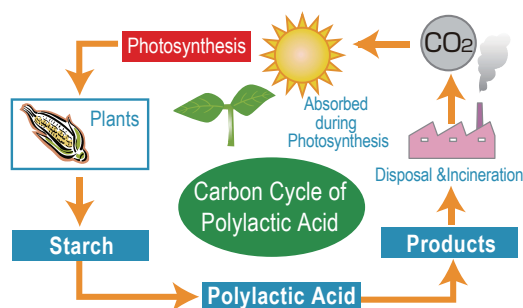 Photosynthesis
CO2
Plants
Absorbed
during
Photosynthesis
Disposal &Incineration
Carbon Cycle of
Polylactic Acid
Starch
Products
Polylactic Acid